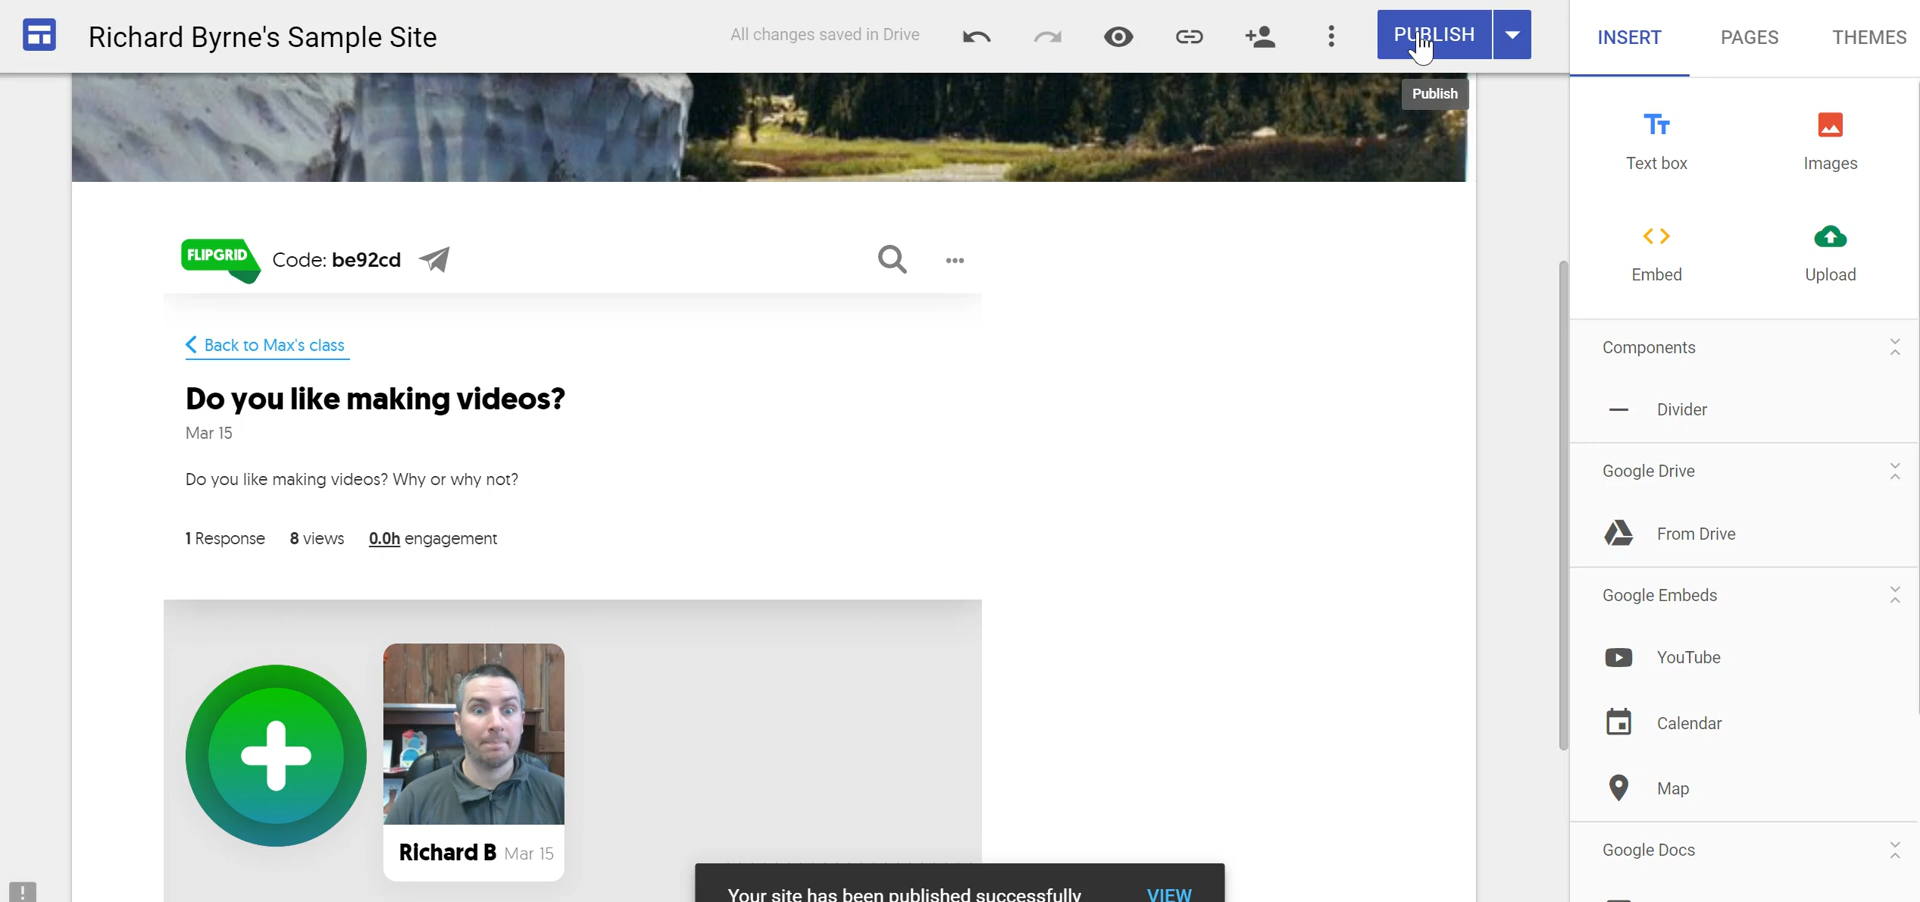 Richard Byrne's Sample Site
All changes saved in Drive
PUBLISH
Publish
INSERT
PAGES
THEMES
Text box
Images
Embed
Upload
Components
Divider
Google Drive
From Drive
Google Embeds
YouTube
Calendar
Map
Google Docs
FLIPGRID
Code: be92cd
Back to Max's class
Do you like making videos?
Mar 15
Do you like making videos? Why or why not?
1 Response 8 views 0.0h engagement
Richard B Mar 15
Your site has been published successfully VIEW